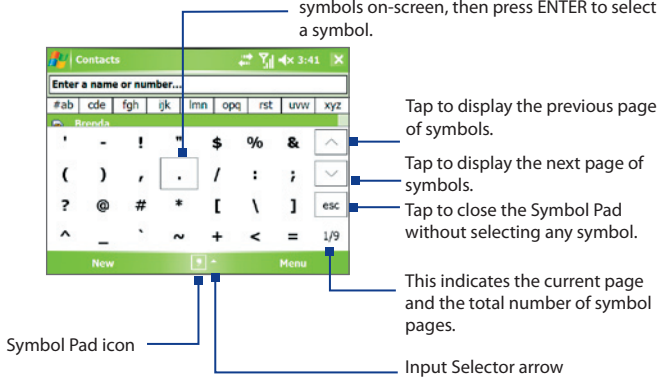 symbols on-screen, then press ENTER to select
a symbol.
Contacts 3:41
Enter a name or number...
#ab cde fgh ijk lmn opq rst uvw xyz
Brenda
' - ! " $ % &
( ) , . / : ;
? @ # * [ \ ] esc
^ _ ` ~ + < = 1/9
New Menu
Tap to display the previous page
of symbols.
Tap to display the next page of
symbols.
Tap to close the Symbol Pad
without selecting any symbol.
This indicates the current page
and the total number of symbol
pages.
Symbol Pad icon
Input Selector arrow